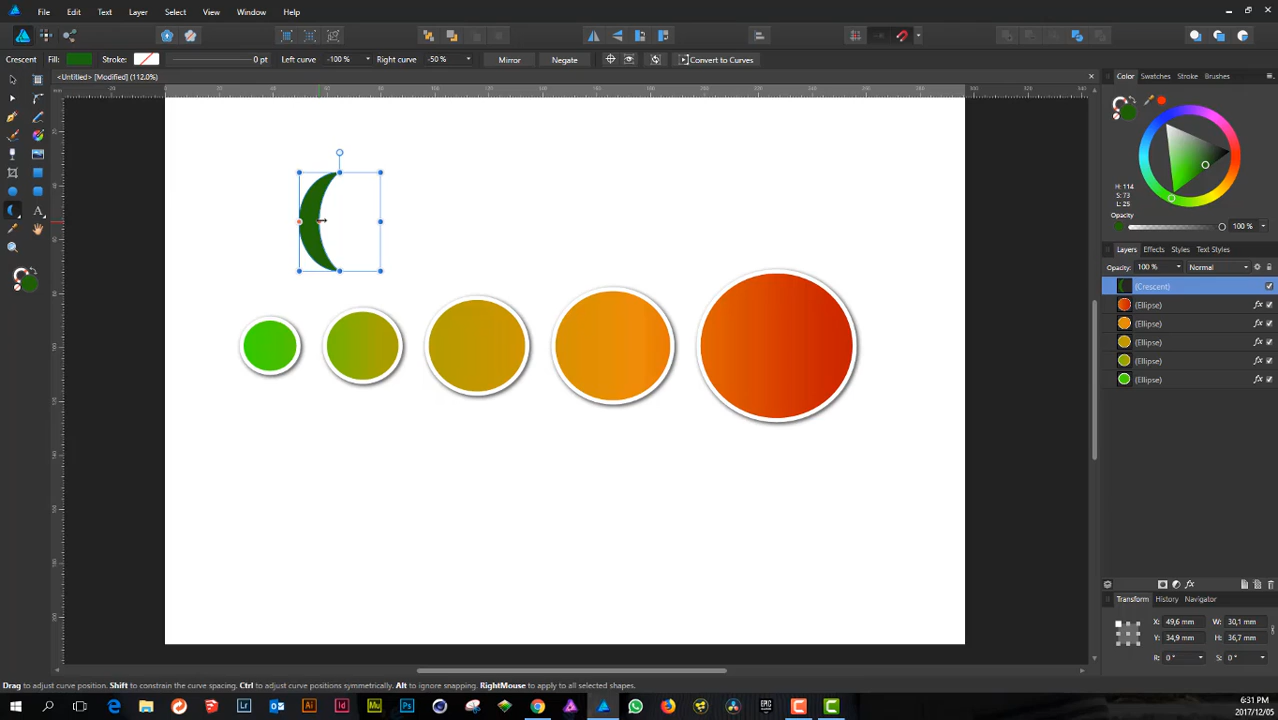 File Edit Text Layer Select View Window Help
Crescent Fill: Stroke: 0 pt Left curve -100 % Right curve -50 % Mirror Negate Convert to Curves
<Untitled> [Modified] (112.0%)
Color Swatches Stroke Brushes
H: 114
S: 73
L: 25
Opacity
100 %
Layers Effects Styles Text Styles
Opacity: 100 % Normal
(Crescent)
(Ellipse)
(Ellipse)
(Ellipse)
(Ellipse)
(Ellipse)
Transform History Navigator
X: 49,6 mm W: 30,1 mm
Y: 34,9 mm H: 36,7 mm
R: 0 ° S: 0 °
Drag to adjust curve position. Shift to constrain the curve spacing. Ctrl to adjust curve positions symmetrically. Alt to ignore snapping. RightMouse to apply to all selected shapes.
6:31 PM
2017/12/05